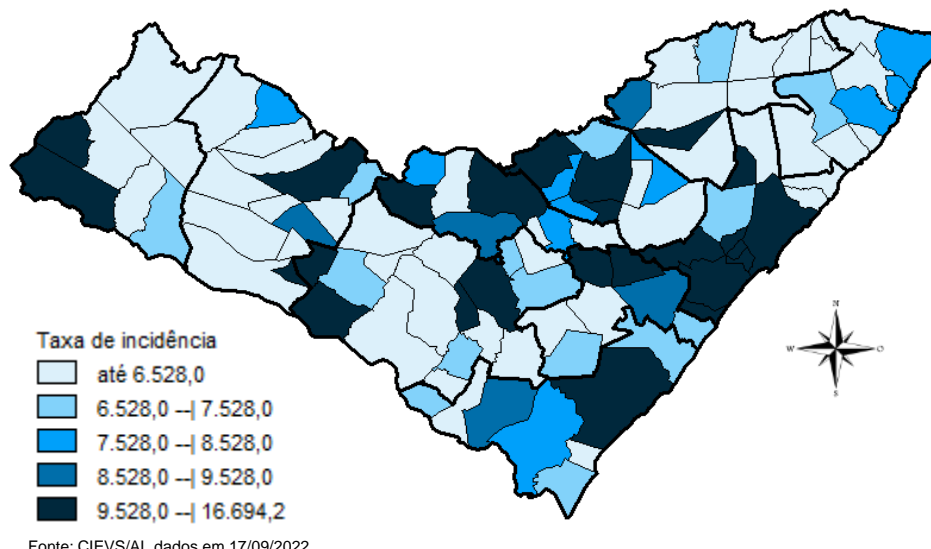 N
W
O
S
Taxa de incidência
até 6.528,0
6.528,0 --| 7.528,0
7.528,0 --| 8.528,0
8.528,0 --| 9.528,0
9.528,0 --| 16.694,2
Fonte: CIEVS/AL, dados em 17/09/2022